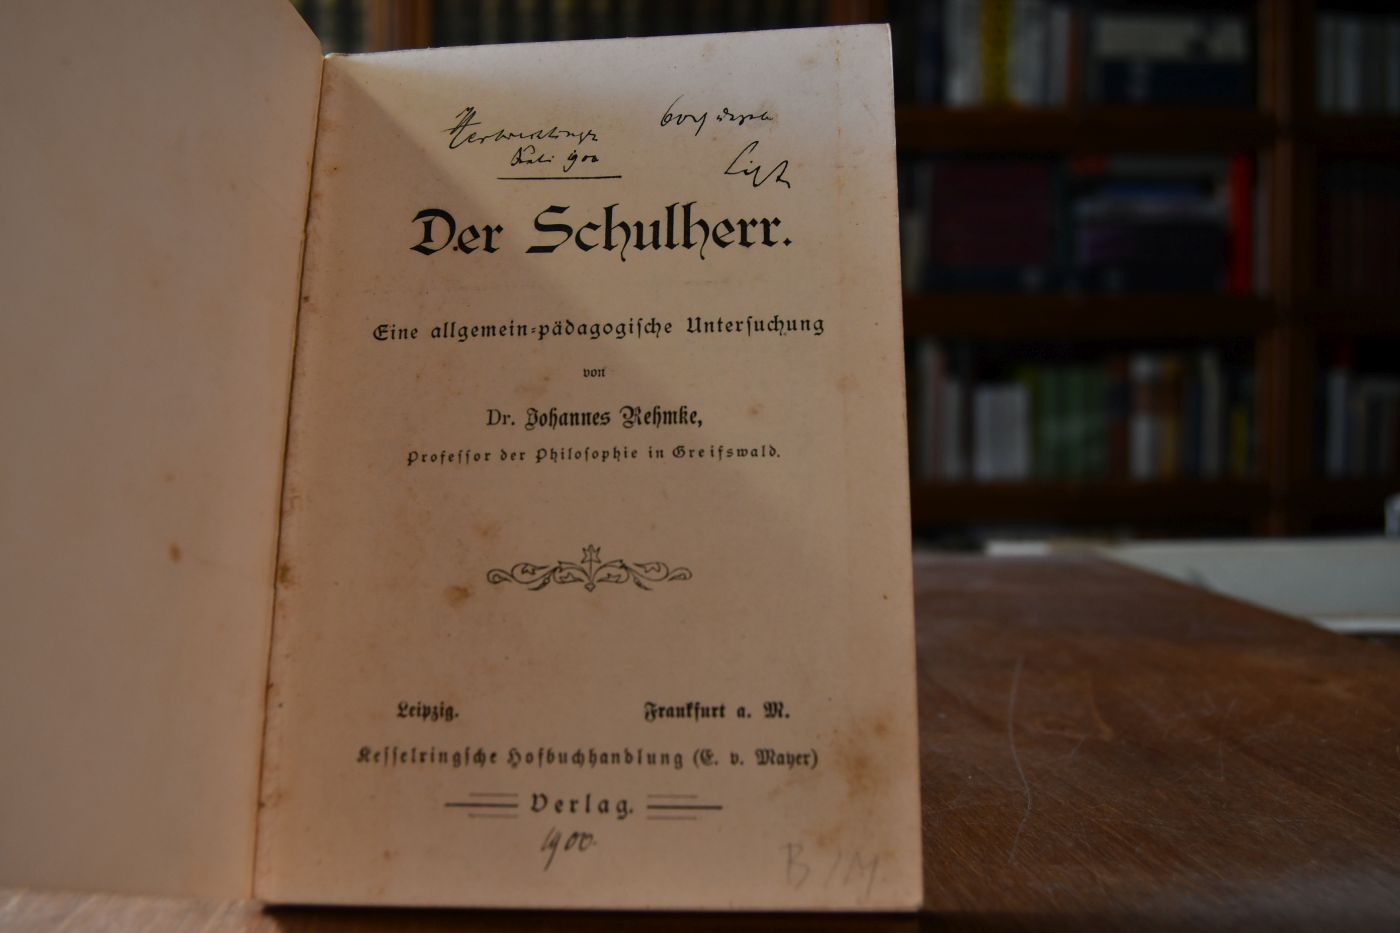 1900
Der Schulherr.
Eine allgemein-pädagogiſche Unterſuchung
von
Dr. Johannes Rehmke,
Profeſſor der Philoſophie in Greifswald.
Leipzig. Frankfurt a. M.
Keſſelringſche Hofbuchhandlung (E. v. Mayer)
Verlag.
1900.
B/M.